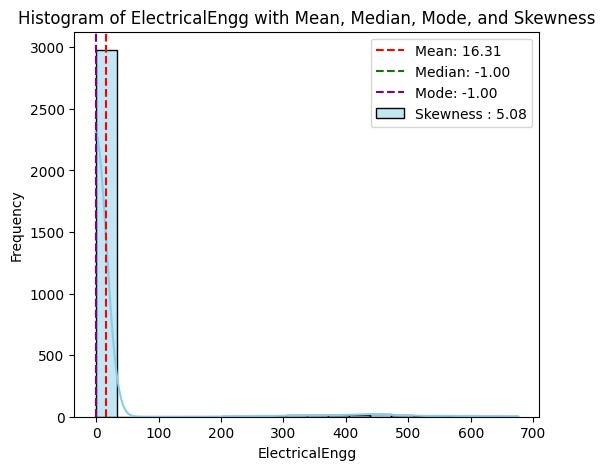 Histogram of ElectricalEngg with Mean, Median, Mode, and Skewness
Mean: 16.31
Median: -1.00
Mode: -1.00
Skewness : 5.08
3000
2500
2000
1500
1000
500
0
Frequency
0 100 200 300 400 500 600 700
ElectricalEngg